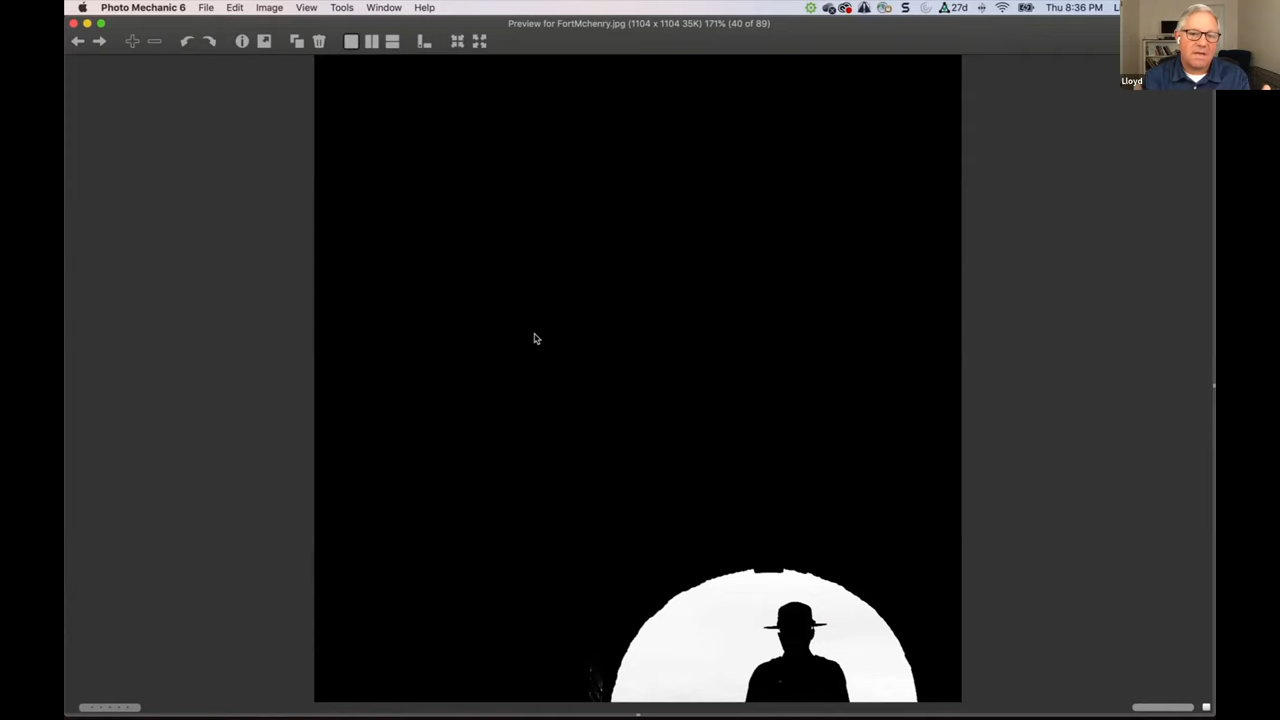 Photo Mechanic 6 File Edit Image View Tools Window Help 27d Thu 8:36 PM
Preview for FortMchenry.jpg (1104 x 1104 35K) 171% (40 of 89)
Lloyd